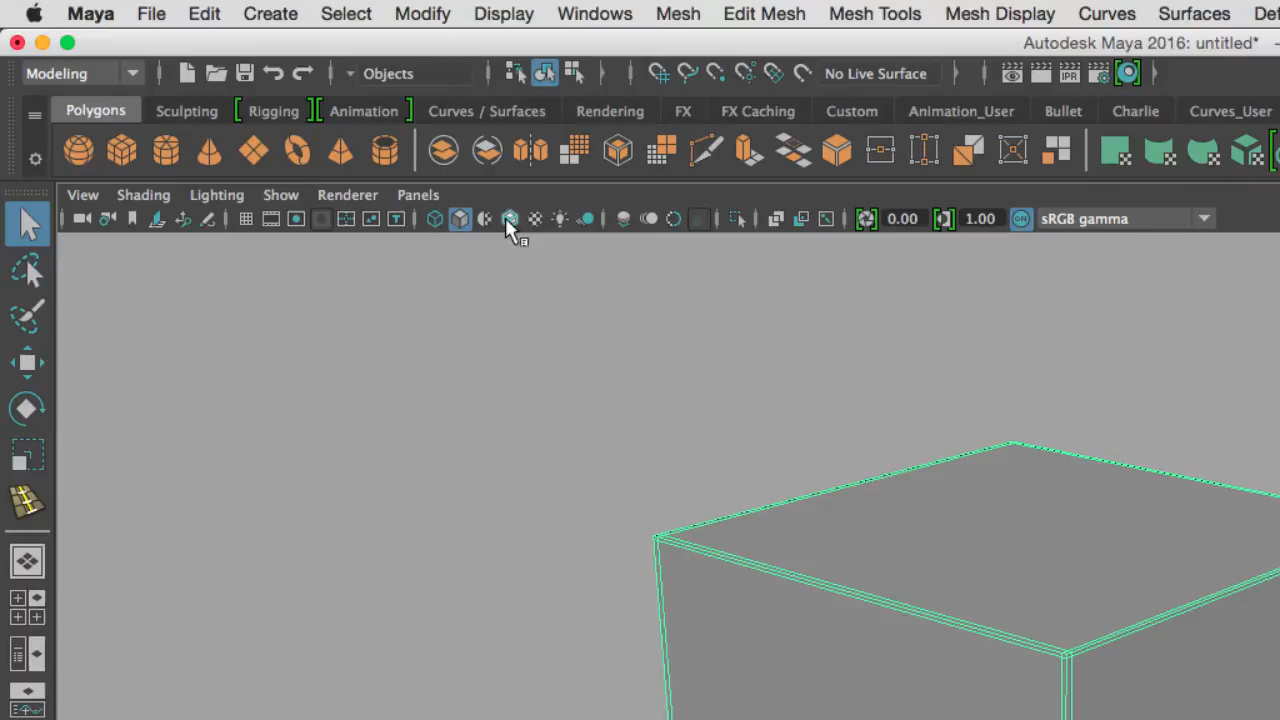 Maya File Edit Create Select Modify Display Windows Mesh Edit Mesh Mesh Tools Mesh Display Curves Surfaces
Autodesk Maya 2016: untitled*
Modeling Objects No Live Surface IPR
Polygons Sculpting Rigging Animation Curves / Surfaces Rendering FX FX Caching Custom Animation_User Bullet Charlie Curves_User
View Shading Lighting Show Renderer Panels
0.00 1.00 ON sRGB gamma